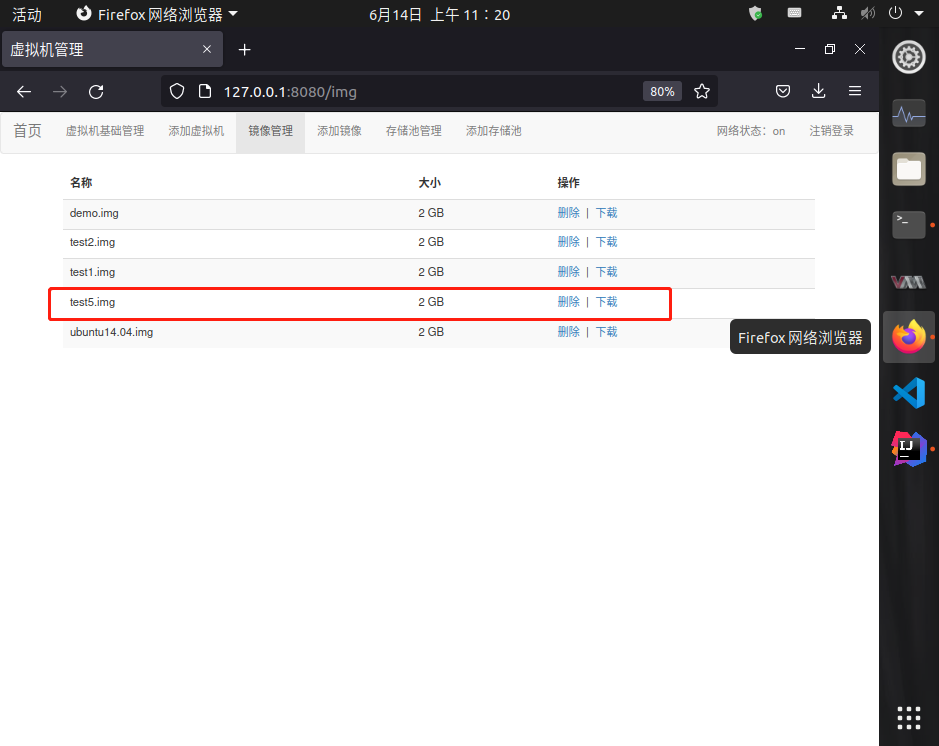 活动 Firefox 网络浏览器 6月14日 上午 11：20
虚拟机管理
127.0.0.1:8080/img 80%
首页 虚拟机基础管理 添加虚拟机 镜像管理 添加镜像 存储池管理 添加存储池 网络状态：on 注销登录
名称 大小 操作
demo.img 2 GB 删除 | 下载
test2.img 2 GB 删除 | 下载
test1.img 2 GB 删除 | 下载
test5.img 2 GB 删除 | 下载
ubuntu14.04.img 2 GB 删除 | 下载
Firefox 网络浏览器
IJ